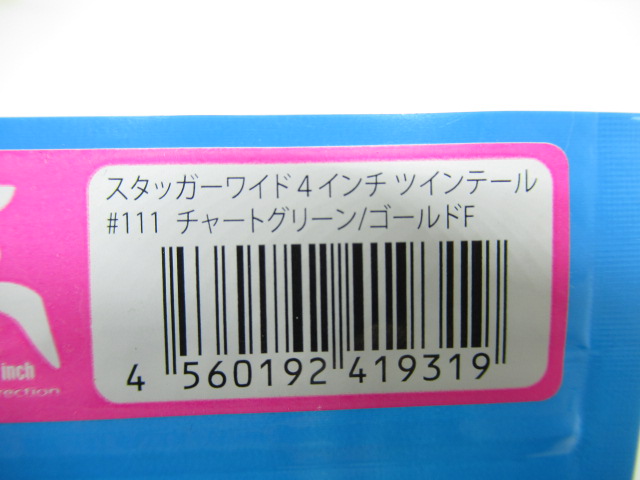 スタッガーワイド4インチ ツインテール
#111 チャートグリーン/ゴールドF
4 560192 419319
inch
rection